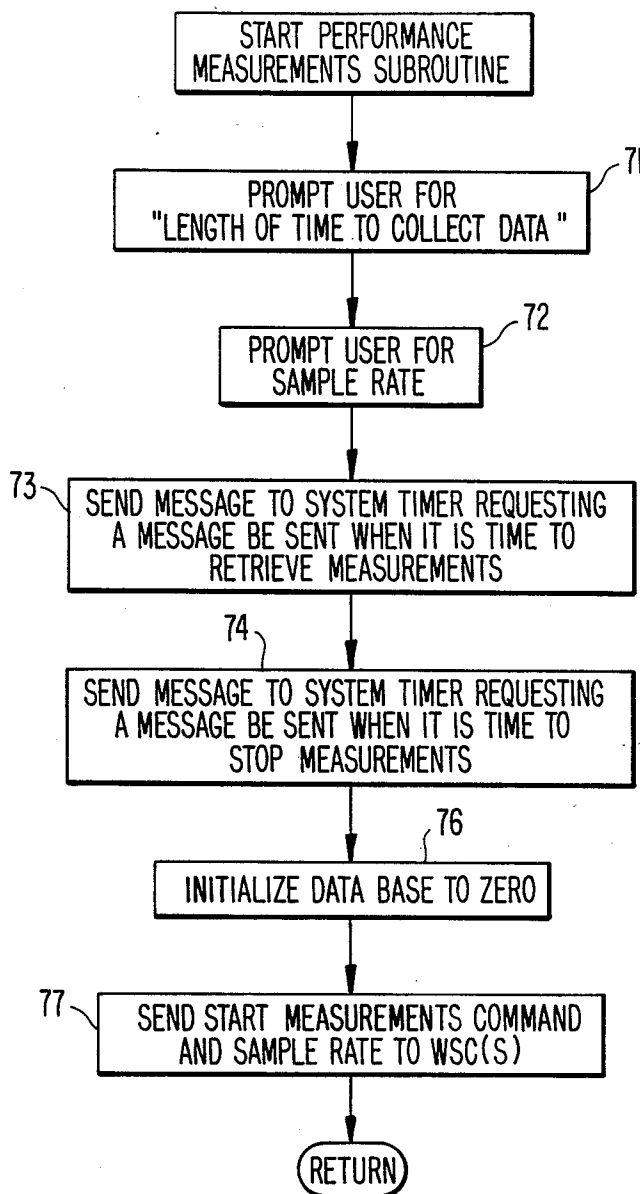 START PERFORMANCE
MEASUREMENTS SUBROUTINE
71
PROMPT USER FOR
"LENGTH OF TIME TO COLLECT DATA"
72
PROMPT USER FOR
SAMPLE RATE
73
SEND MESSAGE TO SYSTEM TIMER REQUESTING
A MESSAGE BE SENT WHEN IT IS TIME TO
RETRIEVE MEASUREMENTS
74
SEND MESSAGE TO SYSTEM TIMER REQUESTING
A MESSAGE BE SENT WHEN IT IS TIME TO
STOP MEASUREMENTS
76
INITIALIZE DATA BASE TO ZERO
77
SEND START MEASUREMENTS COMMAND
AND SAMPLE RATE TO WSC(S)
RETURN